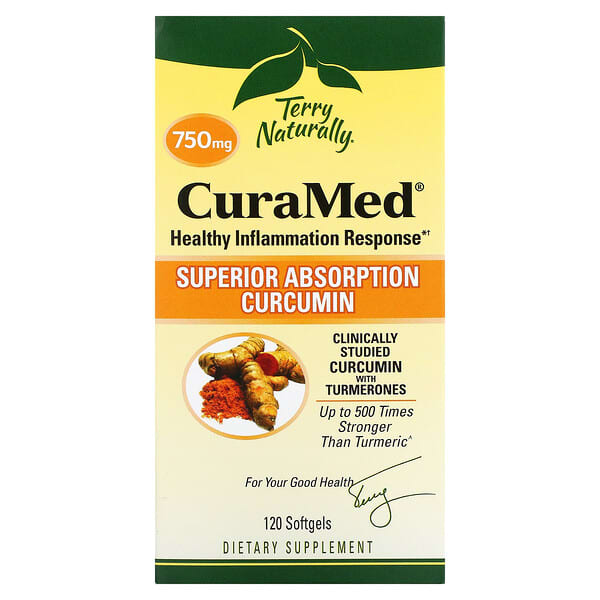 Terry
Naturally®
750mg
CuraMed®
Healthy Inflammation Response*†
SUPERIOR ABSORPTION
CURCUMIN
CLINICALLY
STUDIED
CURCUMIN
WITH
TURMERONES
Up to 500 Times
Stronger
Than Turmeric^
For Your Good Health,
Terry
120 Softgels
DIETARY SUPPLEMENT